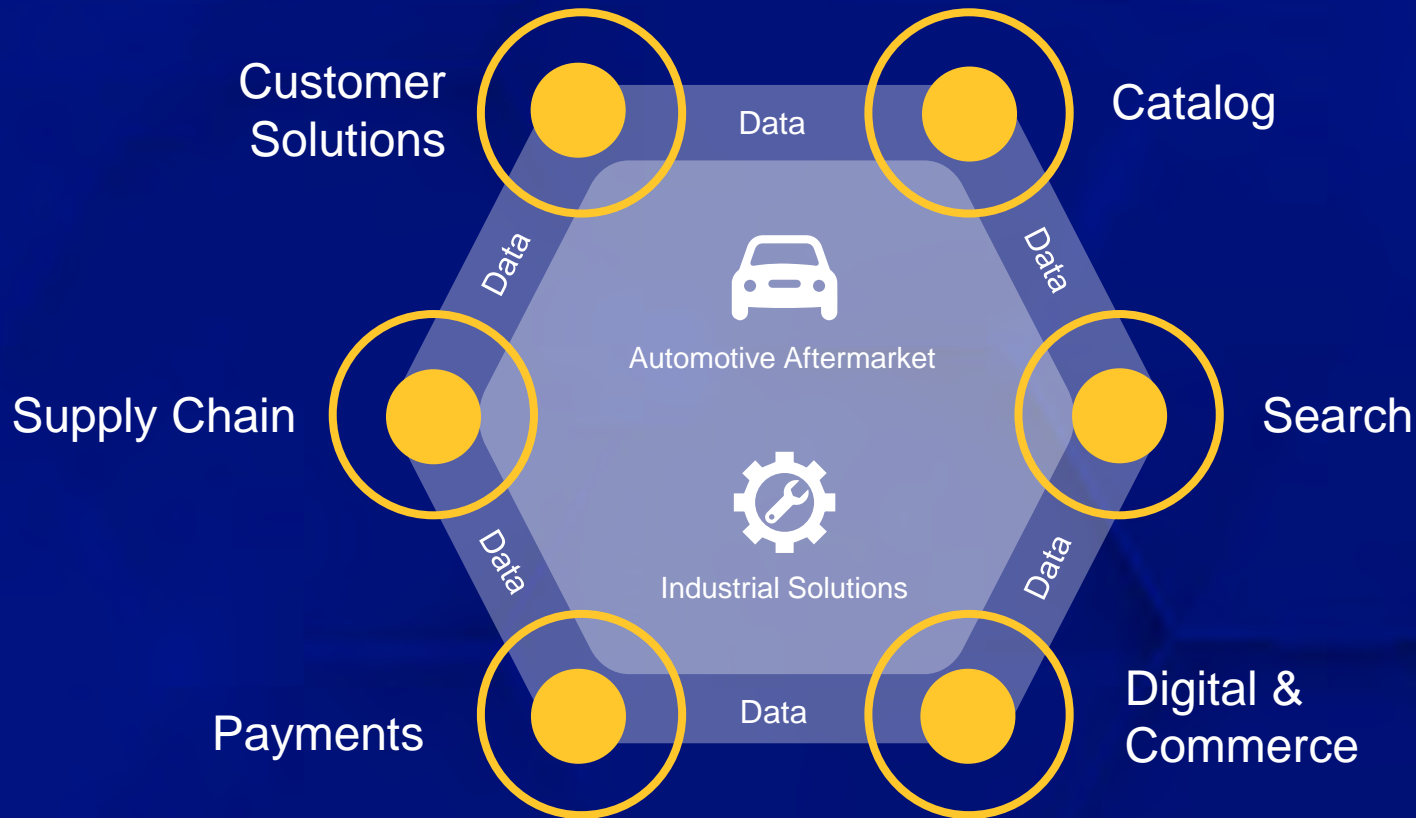 Customer
Solutions
Data
Catalog
Data
Data
Automotive Aftermarket
Supply Chain
Search
Data
Data
Industrial Solutions
Payments
Data
Digital &
Commerce